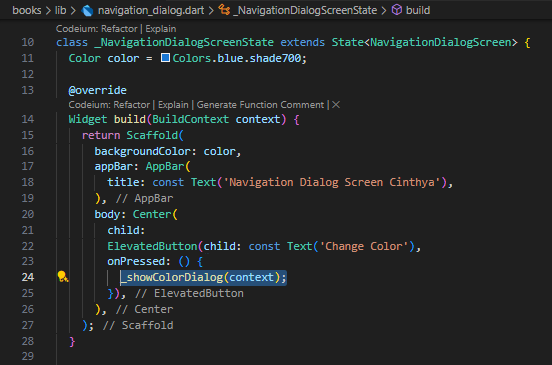 books > lib > navigation_dialog.dart > _NavigationDialogScreenState > build
Codeium: Refactor | Explain
10 class _NavigationDialogScreenState extends State<NavigationDialogScreen> {
11   Color color = Colors.blue.shade700;
12
13   @override
Codeium: Refactor | Explain | Generate Function Comment | ×
14   Widget build(BuildContext context) {
15     return Scaffold(
16       backgroundColor: color,
17       appBar: AppBar(
18         title: const Text('Navigation Dialog Screen Cinthya'),
19       ), // AppBar
20       body: Center(
21         child:
22         ElevatedButton(child: const Text('Change Color'),
23         onPressed: () {
24           _showColorDialog(context);
25         }), // ElevatedButton
26       ), // Center
27     ); // Scaffold
28   }
29